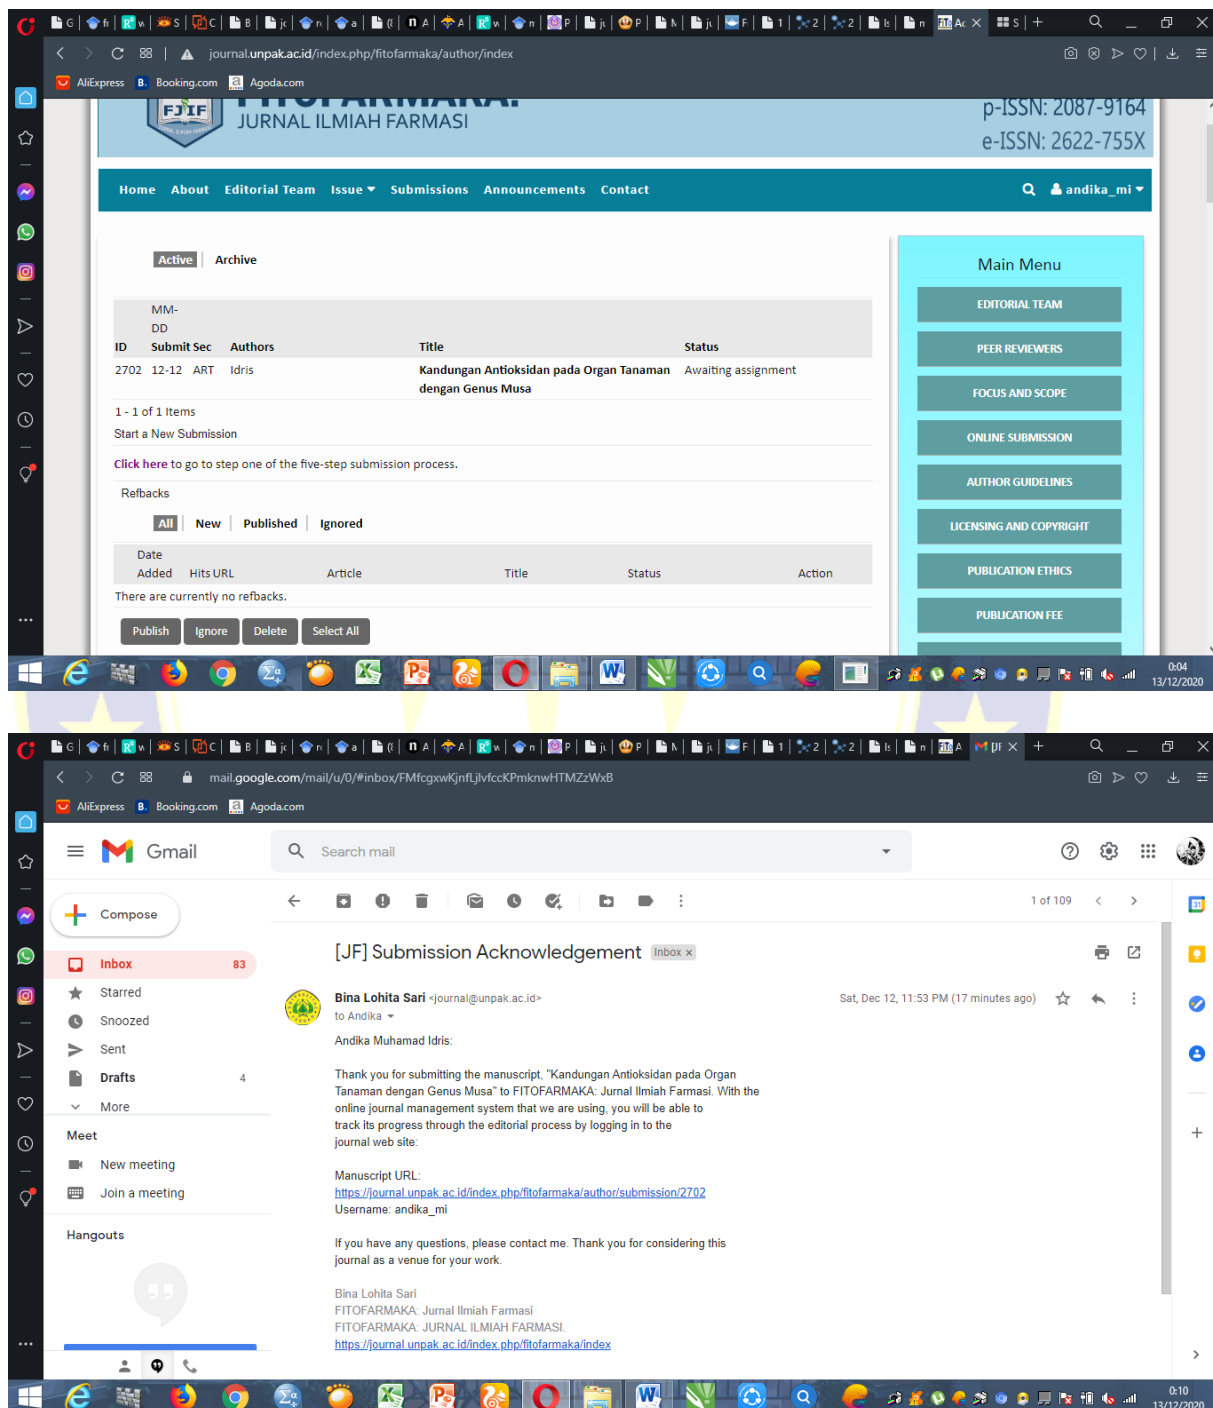 journal.unpak.ac.id/index.php/fitofarmaka/author/index
AliExpress B. Booking.com a Agoda.com
FJIF
JURNAL ILMIAH FARMASI
p-ISSN: 2087-9164
e-ISSN: 2622-755X
Home About Editorial Team Issue Submissions Announcements Contact andika_mi
Active Archive
MM-
DD
ID Submit Sec Authors Title Status
2702 12-12 ART Idris Kandungan Antioksidan pada Organ Tanaman Awaiting assignment
dengan Genus Musa
1 - 1 of 1 Items
Start a New Submission
Click here to go to step one of the five-step submission process.
Refbacks
All New Published Ignored
Date
Added Hits URL Article Title Status Action
There are currently no refbacks.
Publish Ignore Delete Select All
Main Menu
EDITORIAL TEAM
PEER REVIEWERS
FOCUS AND SCOPE
ONLINE SUBMISSION
AUTHOR GUIDELINES
LICENSING AND COPYRIGHT
PUBLICATION ETHICS
PUBLICATION FEE
0:04
13/12/2020
mail.google.com/mail/u/0/#inbox/FMfcgxwKjnfLjlvfccKPmknwHTMZzWxB
AliExpress B. Booking.com a Agoda.com
Gmail
Search mail
Compose
1 of 109
Inbox 83
Starred
Snoozed
Sent
Drafts 4
More
Meet
New meeting
Join a meeting
Hangouts
[JF] Submission Acknowledgement Inbox x
Bina Lohita Sari <journal@unpak.ac.id> Sat, Dec 12, 11:53 PM (17 minutes ago)
to Andika
Andika Muhamad Idris:
Thank you for submitting the manuscript, "Kandungan Antioksidan pada Organ
Tanaman dengan Genus Musa" to FITOFARMAKA: Jurnal Ilmiah Farmasi. With the
online journal management system that we are using, you will be able to
track its progress through the editorial process by logging in to the
journal web site:
Manuscript URL:
https://journal.unpak.ac.id/index.php/fitofarmaka/author/submission/2702
Username: andika_mi
If you have any questions, please contact me. Thank you for considering this
journal as a venue for your work.
Bina Lohita Sari
FITOFARMAKA: Jurnal Ilmiah Farmasi
FITOFARMAKA: JURNAL ILMIAH FARMASI.
https://journal.unpak.ac.id/index.php/fitofarmaka/index
0:10
13/12/2020